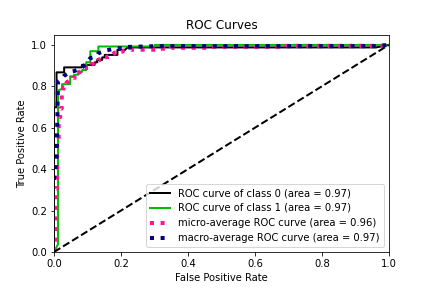 ROC Curves
True Positive Rate
1.0
0.8
0.6
0.4
0.2
0.0
ROC curve of class 0 (area = 0.97)
ROC curve of class 1 (area = 0.97)
micro-average ROC curve (area = 0.96)
macro-average ROC curve (area = 0.97)
0.0 0.2 0.4 0.6 0.8 1.0
False Positive Rate